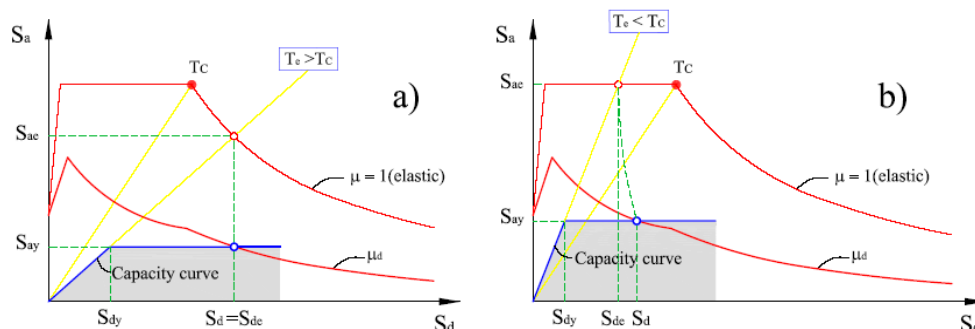 Sa
Te >TC
TC
a)
Sae
μ = 1(elastic)
Say
Capacity curve
μd
Sdy
Sd=Sde
Sd
Sa
Te < TC
TC
b)
Sae
μ = 1(elastic)
Say
μd
Capacity curve
Sdy
Sde
Sd